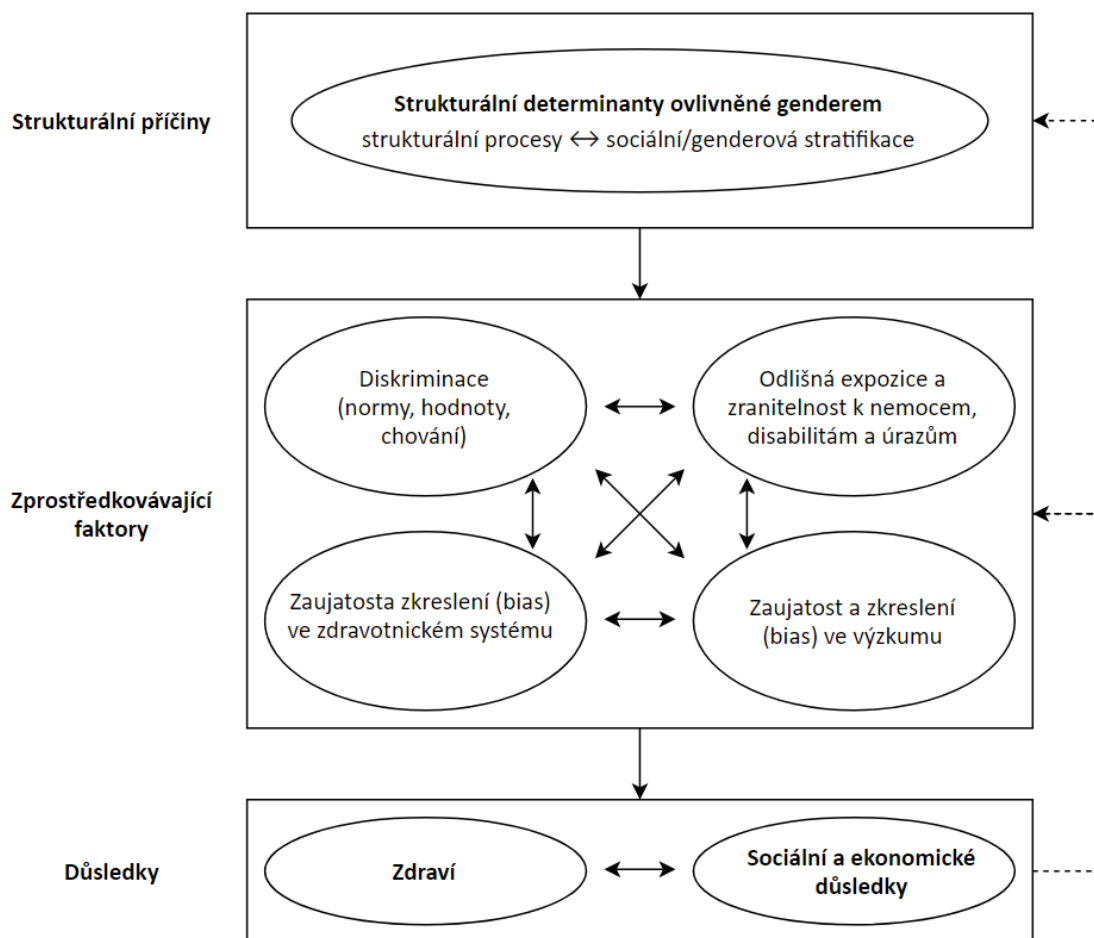 Strukturální příčiny
Strukturální determinanty ovlivněné genderem
strukturální procesy ↔ sociální/genderová stratifikace
Zprostředkovávající
faktory
Diskriminace
(normy, hodnoty,
chování)
Odlišná expozice a
zranitelnost k nemocem,
disabilitám a úrazům
Zaujatosta zkreslení (bias)
ve zdravotnickém systému
Zaujatost a zkreslení
(bias) ve výzkumu
Důsledky
Zdraví
Sociální a ekonomické
důsledky